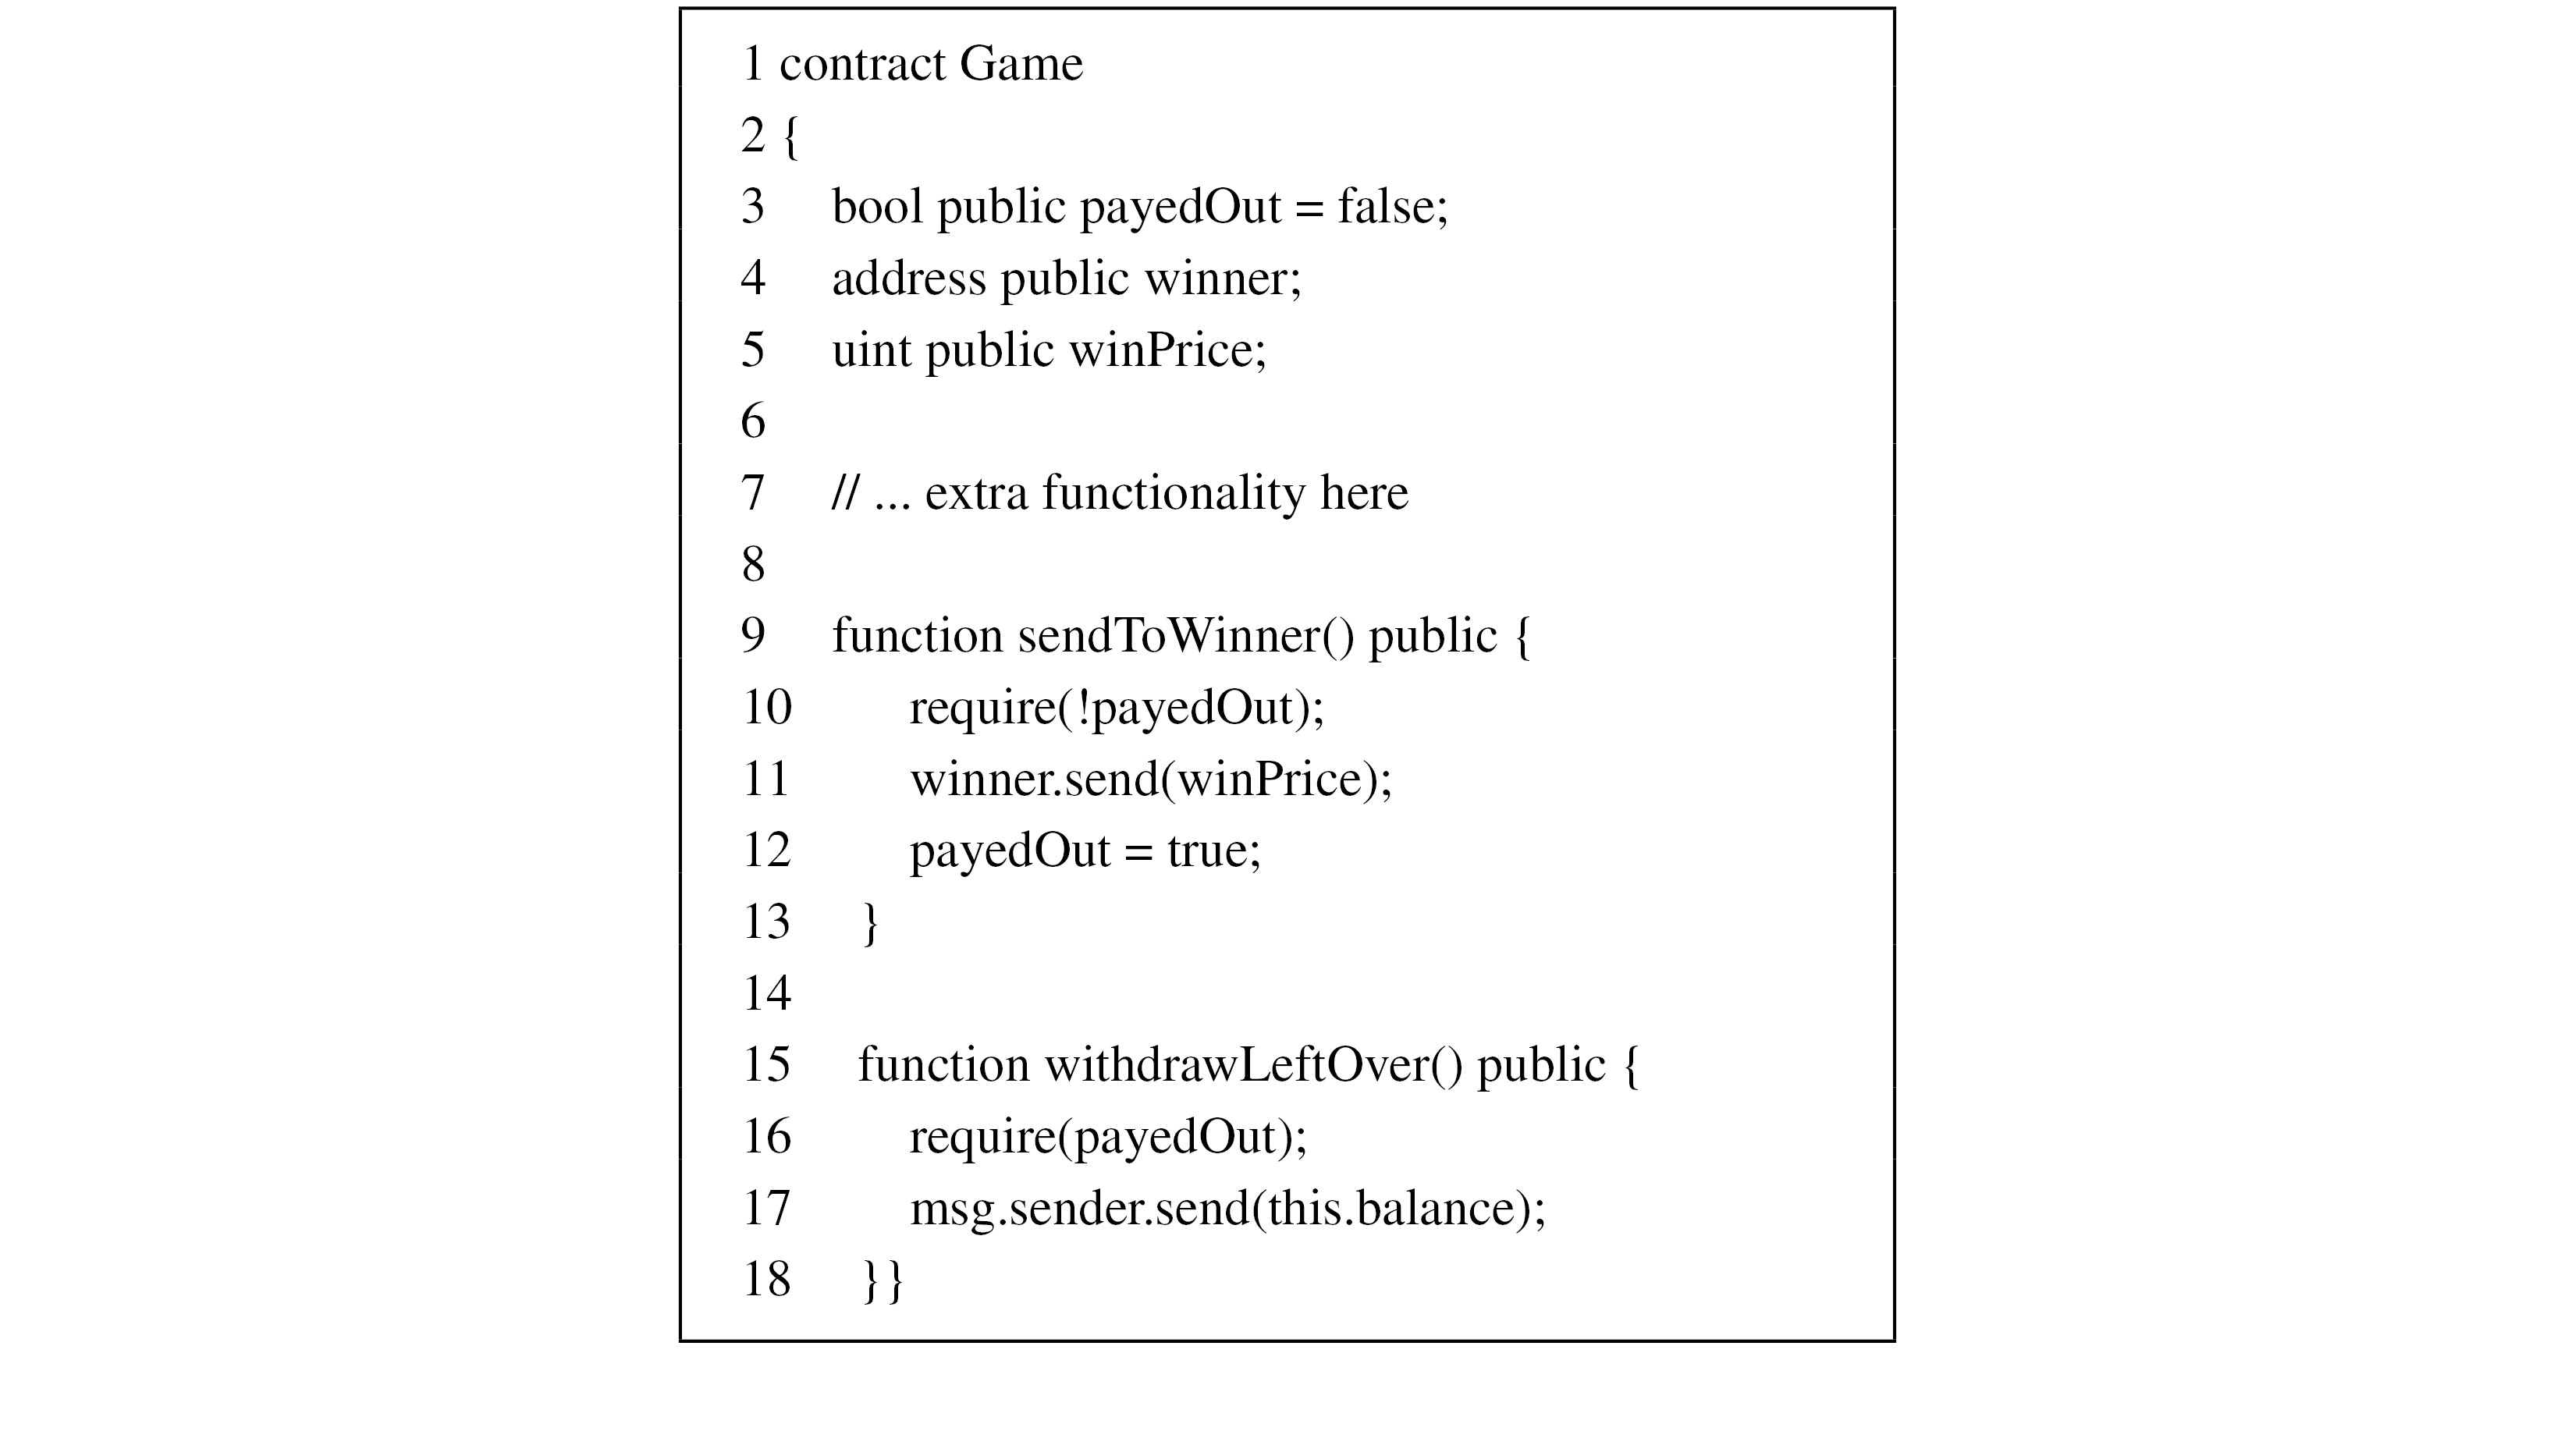 1 contract Game
2 {
3 bool public payedOut = false;
4 address public winner;
5 uint public winPrice;
6
7 // ... extra functionality here
8
9 function sendToWinner() public {
10 require(!payedOut);
11 winner.send(winPrice);
12 payedOut = true;
13 }
14
15 function withdrawLeftOver() public {
16 require(payedOut);
17 msg.sender.send(this.balance);
18 }}